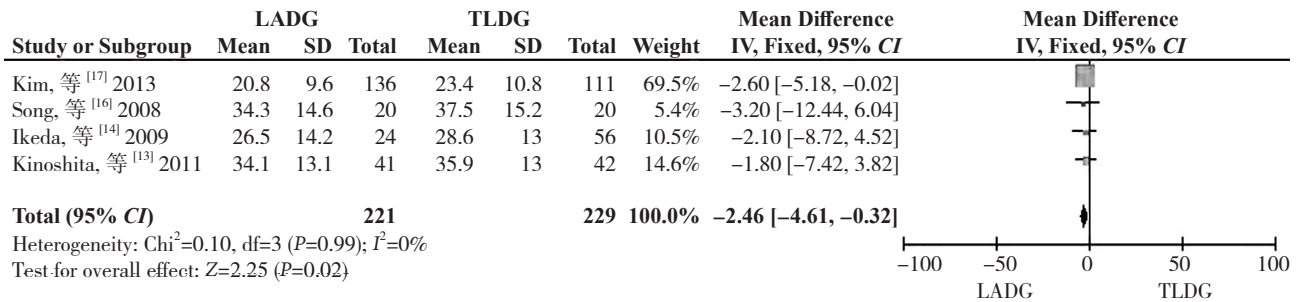 LADG TLDG Mean Difference Mean Difference
Study or Subgroup Mean SD Total Mean SD Total Weight IV, Fixed, 95% CI IV, Fixed, 95% CI
Kim, 等 [17] 2013 20.8 9.6 136 23.4 10.8 111 69.5% −2.60 [−5.18, −0.02]
Song, 等 [16] 2008 34.3 14.6 20 37.5 15.2 20 5.4% −3.20 [−12.44, 6.04]
Ikeda, 等 [14] 2009 26.5 14.2 24 28.6 13 56 10.5% −2.10 [−8.72, 4.52]
Kinoshita, 等 [13] 2011 34.1 13.1 41 35.9 13 42 14.6% −1.80 [−7.42, 3.82]
Total (95% CI) 221 229 100.0% −2.46 [−4.61, −0.32]
Heterogeneity: Chi²=0.10, df=3 (P=0.99); I²=0%
Test for overall effect: Z=2.25 (P=0.02)
−100 −50 0 50 100
LADG TLDG